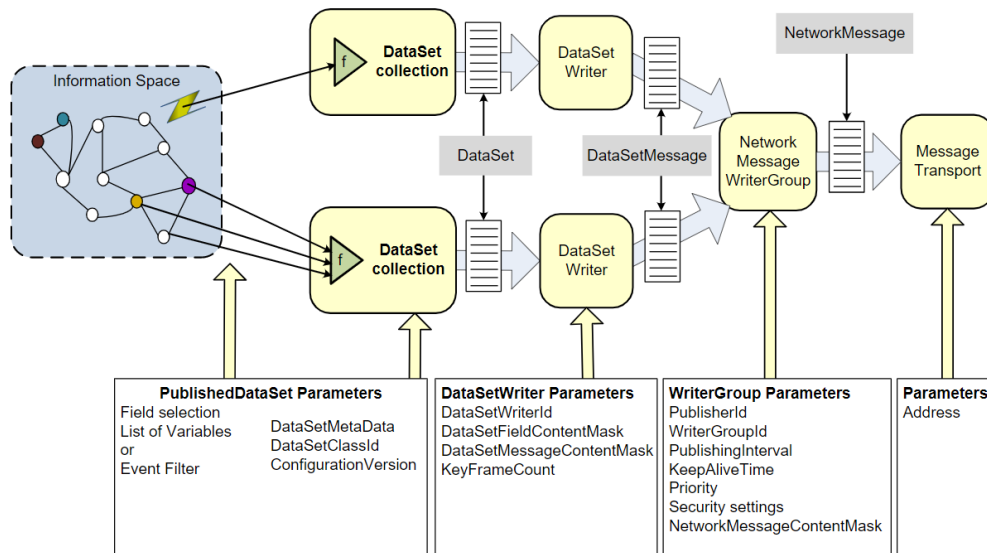 NetworkMessage
Information Space
f
DataSet
collection
DataSet
Writer
DataSet
DataSetMessage
Network
Message
WriterGroup
Message
Transport
f
DataSet
collection
DataSet
Writer
PublishedDataSet Parameters
Field selection
List of Variables
or
Event Filter
DataSetMetaData
DataSetClassId
ConfigurationVersion
DataSetWriter Parameters
DataSetWriterId
DataSetFieldContentMask
DataSetMessageContentMask
KeyFrameCount
WriterGroup Parameters
PublisherId
WriterGroupId
PublishingInterval
KeepAliveTime
Priority
Security settings
NetworkMessageContentMask
Parameters
Address